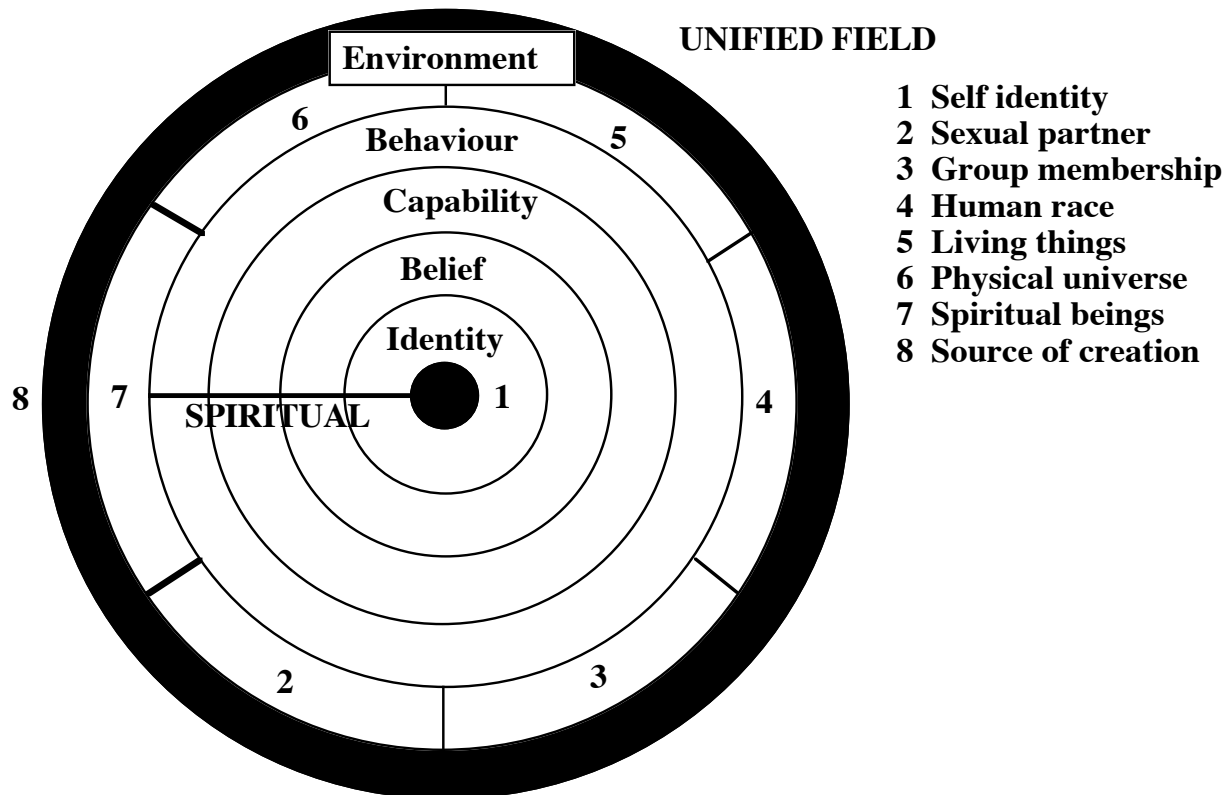 UNIFIED FIELD
Environment
6
5
Behaviour
Capability
Belief
Identity
8
7
SPIRITUAL
1
4
2
3
1 Self identity
2 Sexual partner
3 Group membership
4 Human race
5 Living things
6 Physical universe
7 Spiritual beings
8 Source of creation